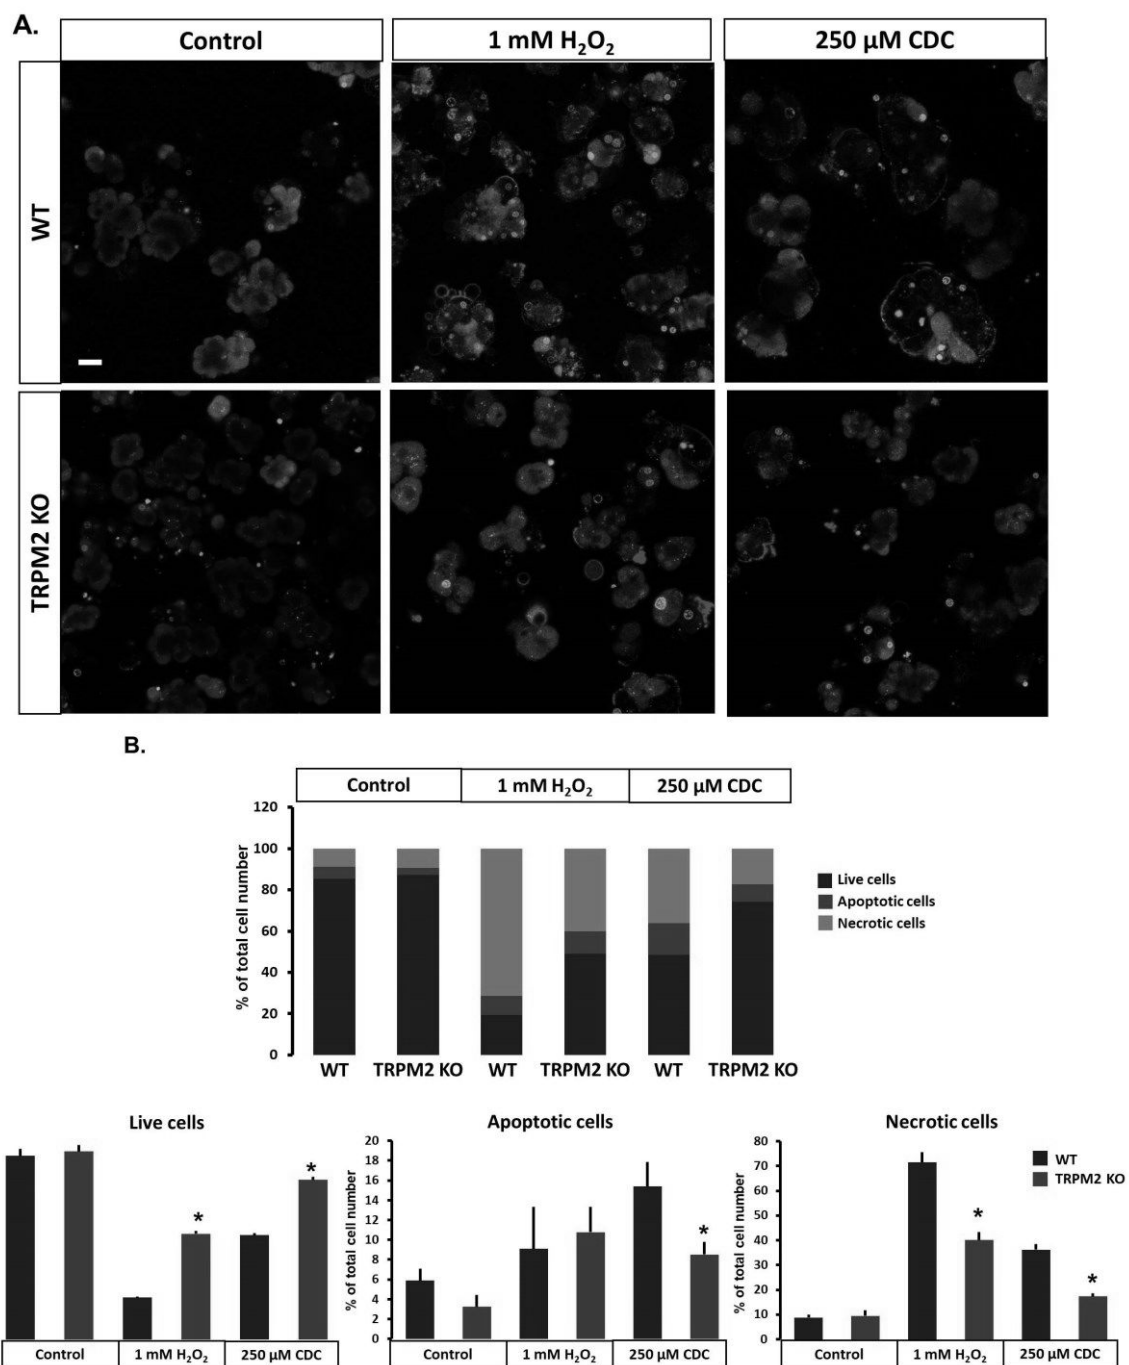 A.
Control
1 mM H₂O₂
250 µM CDC
WT
TRPM2 KO
B.
Control
1 mM H₂O₂
250 µM CDC
% of total cell number
120
100
80
60
40
20
0
WT
TRPM2 KO
WT
TRPM2 KO
WT
TRPM2 KO
Live cells
Apoptotic cells
Necrotic cells
Live cells
Control
1 mM H₂O₂
250 µM CDC
*
*
Apoptotic cells
% of total cell number
20
18
16
14
12
10
8
6
4
2
0
*
Control
1 mM H₂O₂
250 µM CDC
Necrotic cells
% of total cell number
80
70
60
50
40
30
20
10
0
*
*
WT
TRPM2 KO
Control
1 mM H₂O₂
250 µM CDC